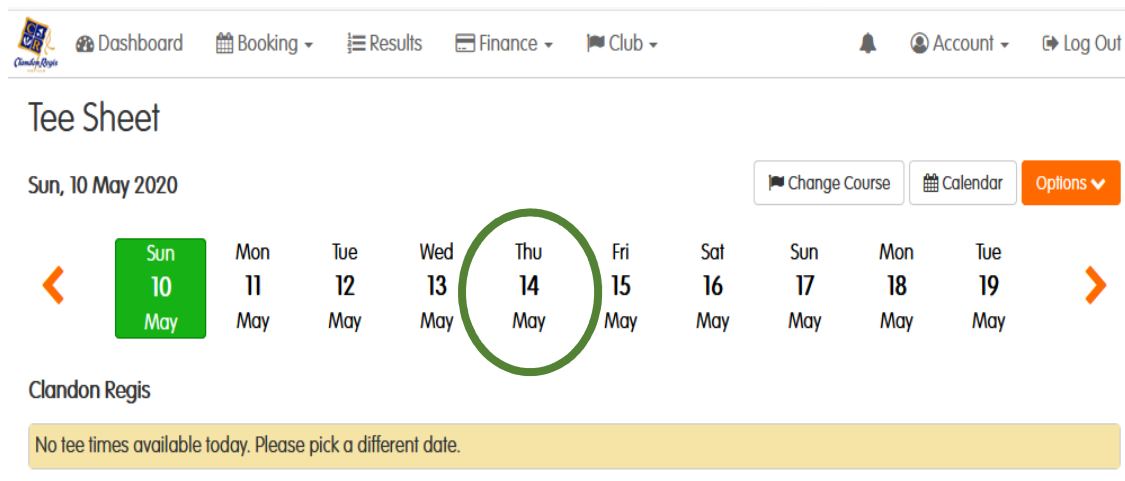 Clandon Regis
Dashboard Booking Results Finance Club Account Log Out
Tee Sheet
Sun, 10 May 2020
Change Course Calendar Options
Sun Mon Tue Wed Thu Fri Sat Sun Mon Tue
10 11 12 13 14 15 16 17 18 19
May May May May May May May May May May
Clandon Regis
No tee times available today. Please pick a different date.